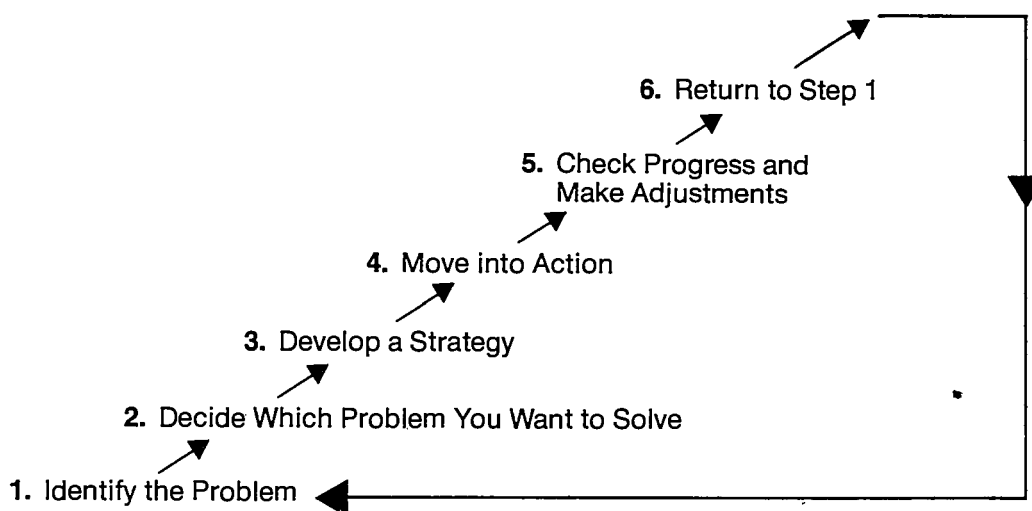 6. Return to Step 1
5. Check Progress and
Make Adjustments
4. Move into Action
3. Develop a Strategy
2. Decide Which Problem You Want to Solve
1. Identify the Problem